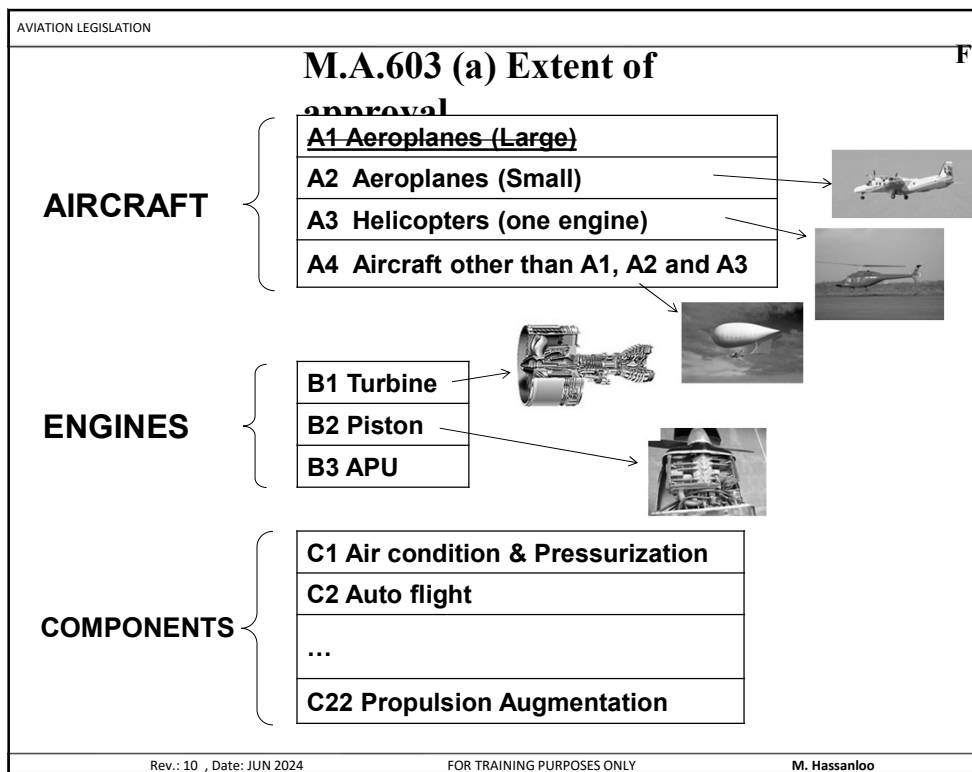 AVIATION LEGISLATION
M.A.603 (a) Extent of
approval
F
AIRCRAFT
A1 Aeroplanes (Large)
A2 Aeroplanes (Small)
A3 Helicopters (one engine)
A4 Aircraft other than A1, A2 and A3
ENGINES
B1 Turbine
B2 Piston
B3 APU
COMPONENTS
C1 Air condition & Pressurization
C2 Auto flight
…
C22 Propulsion Augmentation
Rev.: 10 , Date: JUN 2024 FOR TRAINING PURPOSES ONLY M. Hassanloo